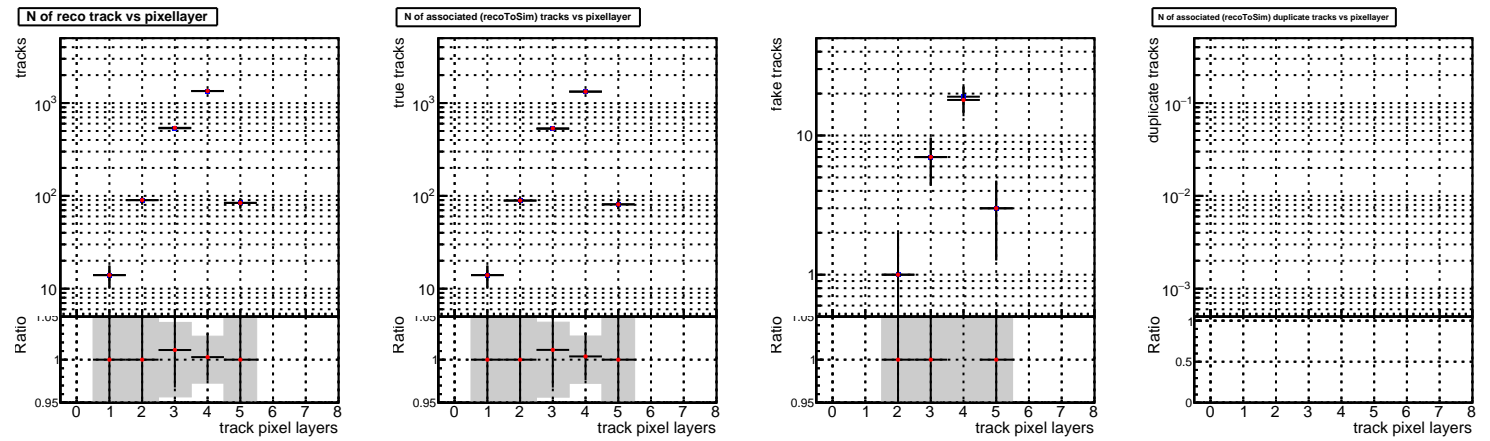 N of reco track vs pixellayer
tracks
10³
10²
10
Ratio
1.05
1
0.95
0 1 2 3 4 5 6 7 8
track pixel layers
N of associated (recoToSim) tracks vs pixellayer
true tracks
10³
10²
10
Ratio
1.05
1
0.95
0 1 2 3 4 5 6 7 8
track pixel layers
fake tracks
10
1
Ratio
1.05
1
0.95
0 1 2 3 4 5 6 7 8
track pixel layers
N of associated (recoToSim) duplicate tracks vs pixellayer
duplicate tracks
10⁻¹
10⁻²
10⁻³
Ratio
1
0.5
0
0 1 2 3 4 5 6 7 8
track pixel layers